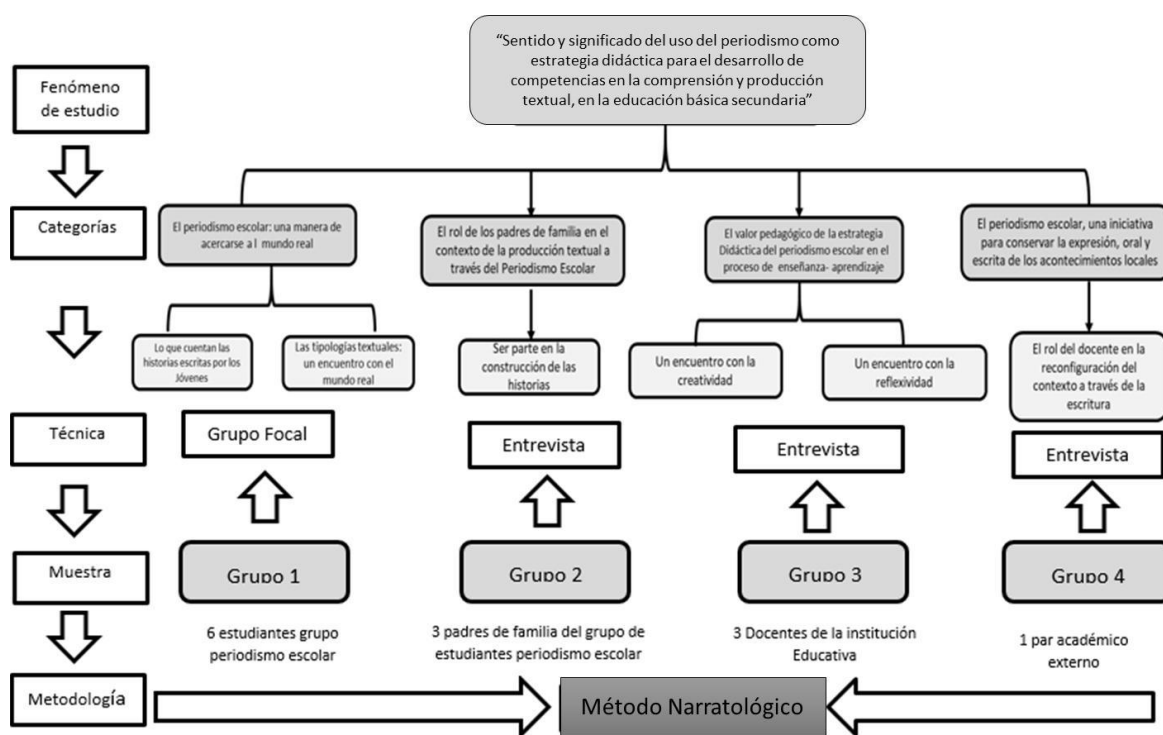 “Sentido y significado del uso del periodismo como
estrategia didáctica para el desarrollo de
competencias en la comprensión y producción
textual, en la educación básica secundaria”
Fenómeno
de estudio
Categorías
El periodismo escolar: una manera de
acercarse a l mundo real
El rol de los padres de familia en el
contexto de la producción textual a
través del Periodismo Escolar
El valor pedagógico de la estrategia
Didáctica del periodismo escolar en el
proceso de enseñanza- aprendizaje
El periodismo escolar, una iniciativa
para conservar la expresión, oral y
escrita de los acontecimientos locales
Lo que cuentan las
historias escritas por los
Jóvenes
Las tipologías textuales:
un encuentro con el
mundo real
Ser parte en la
construcción de las
historias
Un encuentro con la
creatividad
Un encuentro con la
reflexividad
El rol del docente en la
reconfiguración del
contexto a través de la
escritura
Técnica
Grupo Focal
Entrevista
Entrevista
Entrevista
Muestra
Grupo 1
Grupo 2
Grupo 3
Grupo 4
6 estudiantes grupo
periodismo escolar
3 padres de familia del grupo de
estudiantes periodismo escolar
3 Docentes de la institución
Educativa
1 par académico
externo
Metodología
Método Narratológico